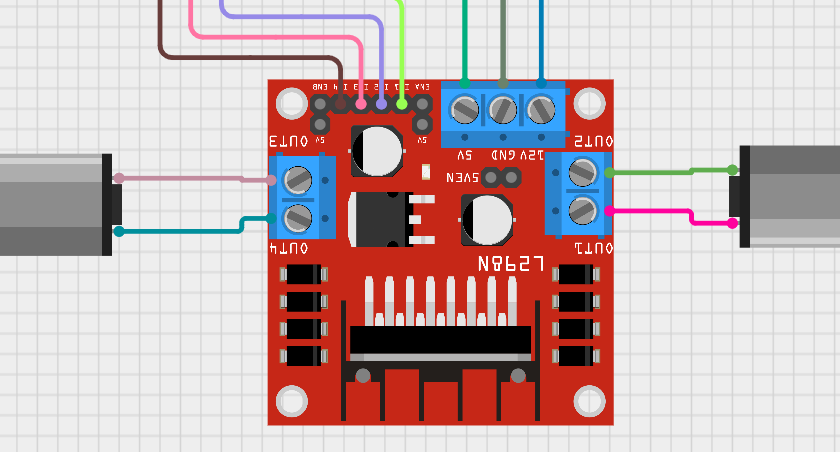 ENB IN4 IN3 IN2 IN1 ENA
5V 5V
OUT3 OUT2
5V GND 12V
5VEN
OUT4 OUT1
L298N